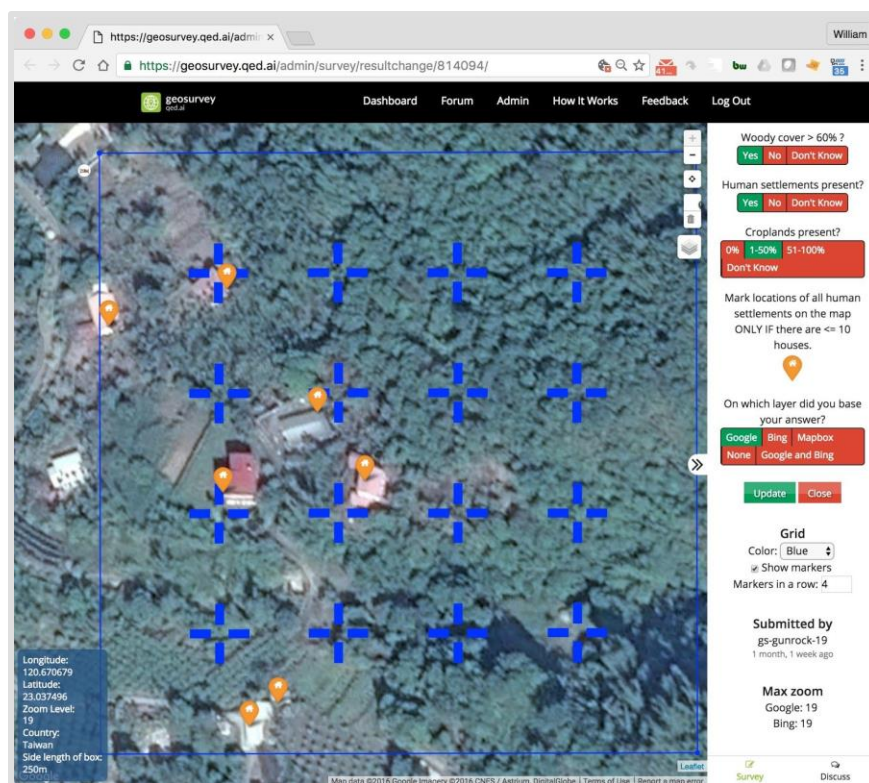 https://geosurvey.qed.ai/admin
William
https://geosurvey.qed.ai/admin/survey/resultchange/814094/
bw
35
geosurvey
qed.ai
Dashboard Forum Admin How It Works Feedback Log Out
Woody cover > 60% ?
Yes No Don't Know
Human settlements present?
Yes No Don't Know
Croplands present?
0% 1-50% 51-100%
Don't Know
Mark locations of all human
settlements on the map
ONLY IF there are <= 10
houses.
On which layer did you base
your answer?
Google Bing Mapbox
None Google and Bing
Update Close
Grid
Color: Blue
Show markers
Markers in a row: 4
Submitted by
gs-gunrock-19
1 month, 1 week ago
Max zoom
Google: 19
Bing: 19
Survey Discuss
Longitude:
120.670679
Latitude:
23.037496
Zoom Level:
19
Country:
Taiwan
Side length of box:
250m
Leaflet
Map data ©2016 Google Imagery ©2016 CNES / Astrium, DigitalGlobe | Terms of Use | Report a map error